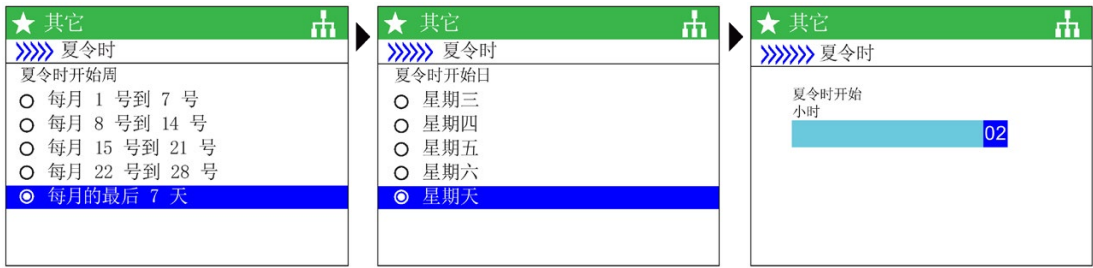 其它
夏令时
夏令时开始周
每月 1 号到 7 号
每月 8 号到 14 号
每月 15 号到 21 号
每月 22 号到 28 号
每月的最后 7 天
其它
夏令时
夏令时开始日
星期三
星期四
星期五
星期六
星期天
其它
夏令时
夏令时开始
小时
02